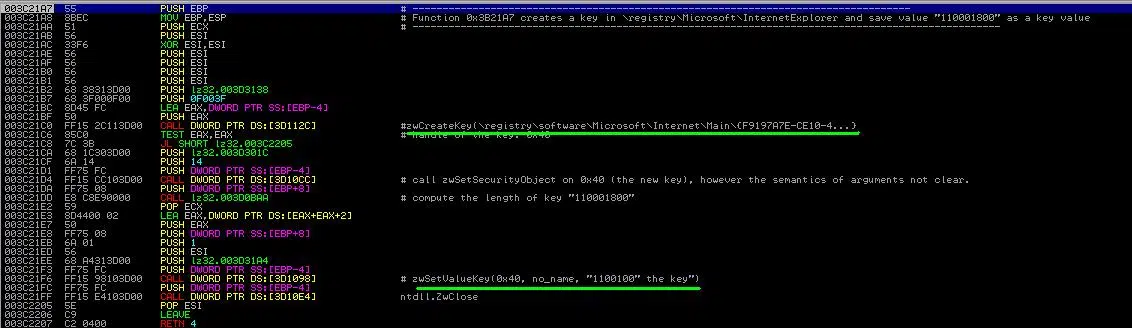 003C21A7 55 PUSH EBP # --------------------------------------------------------------------------------
003C21A8 8BEC MOV EBP,ESP # Function 0x3B21A7 creates a key in \registry\Microsoft\InternetExplorer and save value "110001800" as a key value
003C21AA 51 PUSH ECX # --------------------------------------------------------------------------------
003C21AB 56 PUSH ESI
003C21AC 33F6 XOR ESI,ESI
003C21AE 56 PUSH ESI
003C21AF 56 PUSH ESI
003C21B0 56 PUSH ESI
003C21B1 56 PUSH ESI
003C21B2 68 38313D00 PUSH lz32.003D3138
003C21B7 68 3F000F00 PUSH 0F003F
003C21BC 8D45 FC LEA EAX,DWORD PTR SS:[EBP-4]
003C21BF 50 PUSH EAX
003C21C0 FF15 2C113D00 CALL DWORD PTR DS:[3D112C] #zwCreateKey(\registry\software\Microsoft\Internet\Main\{F9197A7E-CE10-4...}
003C21C6 85C0 TEST EAX,EAX # handle of the key: 0x40
003C21C8 7C 3B JL SHORT lz32.003C2205
003C21CA 68 1C303D00 PUSH lz32.003D301C
003C21CF 6A 14 PUSH 14
003C21D1 FF75 FC PUSH DWORD PTR SS:[EBP-4]
003C21D4 FF15 CC103D00 CALL DWORD PTR DS:[3D10CC] # call zwSetSecurityObject on 0x40 (the new key), however the semantics of arguments not clear.
003C21DA FF75 08 PUSH DWORD PTR SS:[EBP+8]
003C21DD E8 C8E90000 CALL lz32.003D0BAA # compute the length of key "110001800"
003C21E2 59 POP ECX
003C21E3 8D4400 02 LEA EAX,DWORD PTR DS:[EAX+EAX+2]
003C21E7 50 PUSH EAX
003C21E8 FF75 08 PUSH DWORD PTR SS:[EBP+8]
003C21EB 6A 01 PUSH 1
003C21ED 56 PUSH ESI
003C21EE 68 A4313D00 PUSH lz32.003D31A4
003C21F3 FF75 FC PUSH DWORD PTR SS:[EBP-4]
003C21F6 FF15 98103D00 CALL DWORD PTR DS:[3D1098] # zwSetValueKey(0x40, no_name, "1100100" the key")
003C21FC FF75 FC PUSH DWORD PTR SS:[EBP-4]
003C21FF FF15 E4103D00 CALL DWORD PTR DS:[3D10E4] ntdll.ZwClose
003C2205 5E POP ESI
003C2206 C9 LEAVE
003C2207 C2 0400 RETN 4